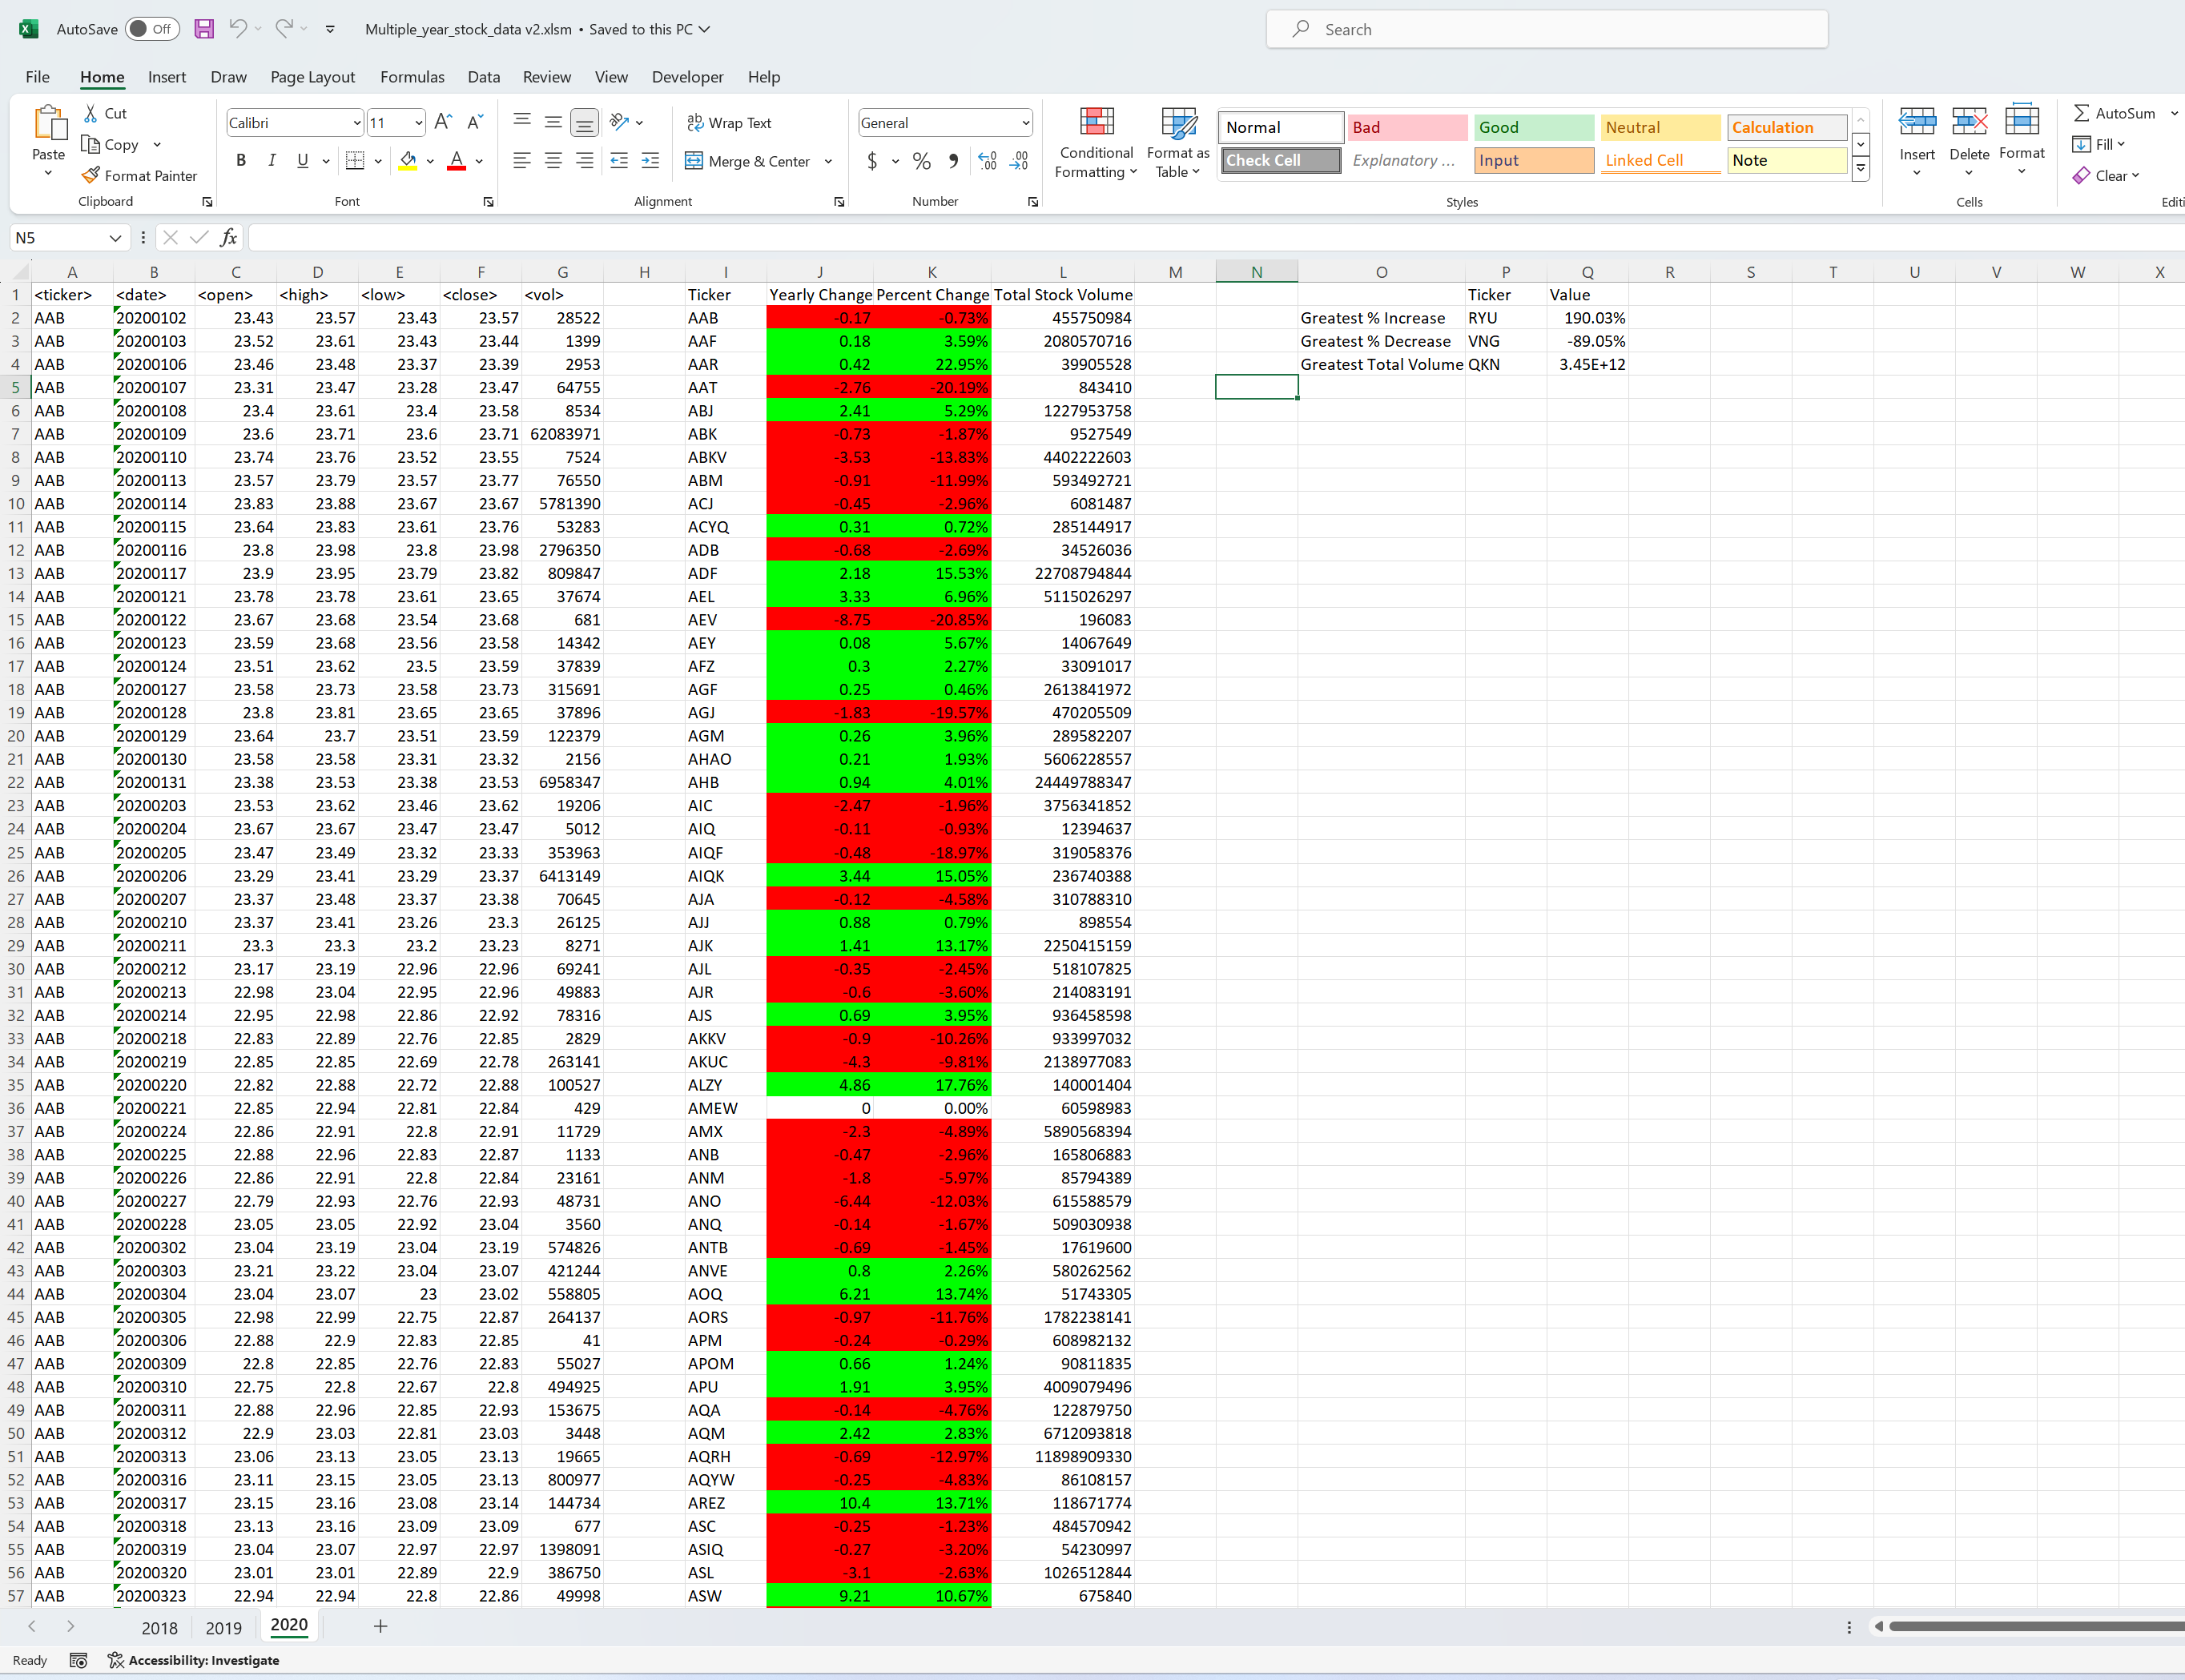 AutoSave Off Multiple_year_stock_data v2.xlsm • Saved to this PC Search
File Home Insert Draw Page Layout Formulas Data Review View Developer Help
Paste Cut Copy Format Painter Clipboard
Calibri 11 B I U A Font
Wrap Text Merge & Center Alignment
General $ % Number
Conditional Formatting Format as Table
Normal Bad Good Neutral Calculation
Check Cell Explanatory ... Input Linked Cell Note
Styles
Insert Delete Format Cells
AutoSum Fill Clear Editi
N5 fx
A B C D E F G H I J K L M N O P Q R S T U V W X
1 <ticker> <date> <open> <high> <low> <close> <vol> Ticker Yearly Change Percent Change Total Stock Volume Ticker Value
2 AAB 20200102 23.43 23.57 23.43 23.57 28522 AAB -0.17 -0.73% 455750984 Greatest % Increase RYU 190.03%
3 AAB 20200103 23.52 23.61 23.43 23.44 1399 AAF 0.18 3.59% 2080570716 Greatest % Decrease VNG -89.05%
4 AAB 20200106 23.46 23.48 23.37 23.39 2953 AAR 0.42 22.95% 39905528 Greatest Total Volume QKN 3.45E+12
5 AAB 20200107 23.31 23.47 23.28 23.47 64755 AAT -2.76 -20.19% 843410
6 AAB 20200108 23.4 23.61 23.4 23.58 8534 ABJ 2.41 5.29% 1227953758
7 AAB 20200109 23.6 23.71 23.6 23.71 62083971 ABK -0.73 -1.87% 9527549
8 AAB 20200110 23.74 23.76 23.52 23.55 7524 ABKV -3.53 -13.83% 4402222603
9 AAB 20200113 23.57 23.79 23.57 23.77 76550 ABM -0.91 -11.99% 593492721
10 AAB 20200114 23.83 23.88 23.67 23.67 5781390 ACJ -0.45 -2.96% 6081487
11 AAB 20200115 23.64 23.83 23.61 23.76 53283 ACYQ 0.31 0.72% 285144917
12 AAB 20200116 23.8 23.98 23.8 23.98 2796350 ADB -0.68 -2.69% 34526036
13 AAB 20200117 23.9 23.95 23.79 23.82 809847 ADF 2.18 15.53% 22708794844
14 AAB 20200121 23.78 23.78 23.61 23.65 37674 AEL 3.33 6.96% 5115026297
15 AAB 20200122 23.67 23.68 23.54 23.68 681 AEV -8.75 -20.85% 196083
16 AAB 20200123 23.59 23.68 23.56 23.58 14342 AEY 0.08 5.67% 14067649
17 AAB 20200124 23.51 23.62 23.5 23.59 37839 AFZ 0.3 2.27% 33091017
18 AAB 20200127 23.58 23.73 23.58 23.73 315691 AGF 0.25 0.46% 2613841972
19 AAB 20200128 23.8 23.81 23.65 23.65 37896 AGJ -1.83 -19.57% 470205509
20 AAB 20200129 23.64 23.7 23.51 23.59 122379 AGM 0.26 3.96% 289582207
21 AAB 20200130 23.58 23.58 23.31 23.32 2156 AHAO 0.21 1.93% 5606228557
22 AAB 20200131 23.38 23.53 23.38 23.53 6958347 AHB 0.94 4.01% 24449788347
23 AAB 20200203 23.53 23.62 23.46 23.62 19206 AIC -2.47 -1.96% 3756341852
24 AAB 20200204 23.67 23.67 23.47 23.47 5012 AIQ -0.11 -0.93% 12394637
25 AAB 20200205 23.47 23.49 23.32 23.33 353963 AIQF -0.48 -18.97% 319058376
26 AAB 20200206 23.29 23.41 23.29 23.37 6413149 AIQK 3.44 15.05% 236740388
27 AAB 20200207 23.37 23.48 23.37 23.38 70645 AJA -0.12 -4.58% 310788310
28 AAB 20200210 23.37 23.41 23.26 23.3 26125 AJJ 0.88 0.79% 898554
29 AAB 20200211 23.3 23.3 23.2 23.23 8271 AJK 1.41 13.17% 2250415159
30 AAB 20200212 23.17 23.19 22.96 22.96 69241 AJL -0.35 -2.45% 518107825
31 AAB 20200213 22.98 23.04 22.95 22.96 49883 AJR -0.6 -3.60% 214083191
32 AAB 20200214 22.95 22.98 22.86 22.92 78316 AJS 0.69 3.95% 936458598
33 AAB 20200218 22.83 22.89 22.76 22.85 2829 AKKV -0.9 -10.26% 933997032
34 AAB 20200219 22.85 22.85 22.69 22.78 263141 AKUC -4.3 -9.81% 2138977083
35 AAB 20200220 22.82 22.88 22.72 22.88 100527 ALZY 4.86 17.76% 140001404
36 AAB 20200221 22.85 22.94 22.81 22.84 429 AMEW 0 0.00% 60598983
37 AAB 20200224 22.86 22.91 22.8 22.91 11729 AMX -2.3 -4.89% 5890568394
38 AAB 20200225 22.88 22.96 22.83 22.87 1133 ANB -0.47 -2.96% 165806883
39 AAB 20200226 22.86 22.91 22.8 22.84 23161 ANM -1.8 -5.97% 85794389
40 AAB 20200227 22.79 22.93 22.76 22.93 48731 ANO -6.44 -12.03% 615588579
41 AAB 20200228 23.05 23.05 22.92 23.04 3560 ANQ -0.14 -1.67% 509030938
42 AAB 20200302 23.04 23.19 23.04 23.19 574826 ANTB -0.69 -1.45% 17619600
43 AAB 20200303 23.21 23.22 23.04 23.07 421244 ANVE 0.8 2.26% 580262562
44 AAB 20200304 23.04 23.07 23 23.02 558805 AOQ 6.21 13.74% 51743305
45 AAB 20200305 22.98 22.99 22.75 22.87 264137 AORS -0.97 -11.76% 1782238141
46 AAB 20200306 22.88 22.9 22.83 22.85 41 APM -0.24 -0.29% 608982132
47 AAB 20200309 22.8 22.85 22.76 22.83 55027 APOM 0.66 1.24% 90811835
48 AAB 20200310 22.75 22.8 22.67 22.8 494925 APU 1.91 3.95% 4009079496
49 AAB 20200311 22.88 22.96 22.85 22.93 153675 AQA -0.14 -4.76% 122879750
50 AAB 20200312 22.9 23.03 22.81 23.03 3448 AQM 2.42 2.83% 6712093818
51 AAB 20200313 23.06 23.13 23.05 23.13 19665 AQRH -0.69 -12.97% 11898909330
52 AAB 20200316 23.11 23.15 23.05 23.13 800977 AQYW -0.25 -4.83% 86108157
53 AAB 20200317 23.15 23.16 23.08 23.14 144734 AREZ 10.4 13.71% 118671774
54 AAB 20200318 23.13 23.16 23.09 23.09 677 ASC -0.25 -1.23% 484570942
55 AAB 20200319 23.04 23.07 22.97 22.97 1398091 ASIQ -0.27 -3.20% 54230997
56 AAB 20200320 23.01 23.01 22.89 22.9 386750 ASL -3.1 -2.63% 1026512844
57 AAB 20200323 22.94 22.94 22.8 22.86 49998 ASW 9.21 10.67% 675840
2018 2019 2020
Ready Accessibility: Investigate